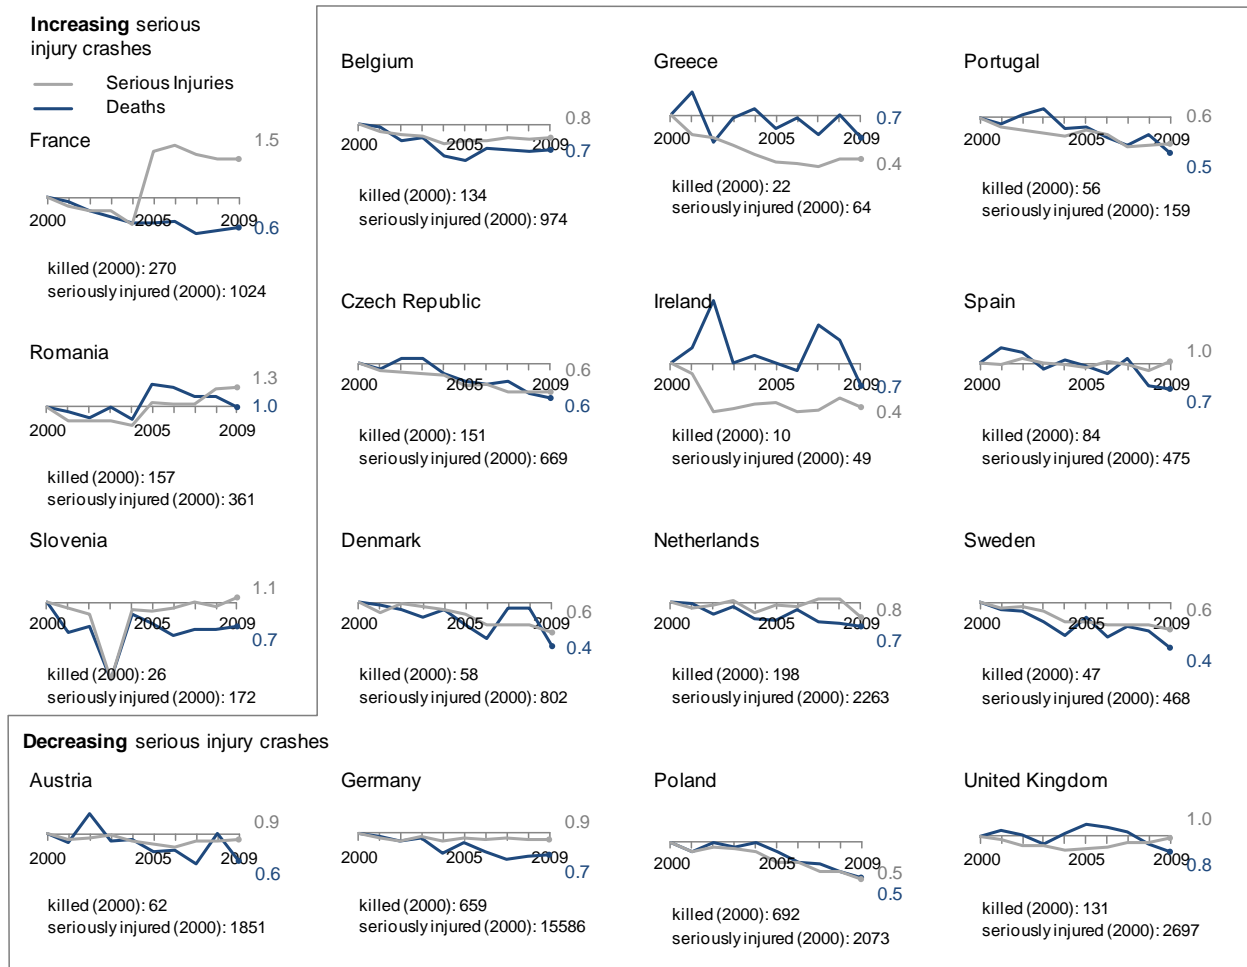 Increasing serious
injury crashes
Serious Injuries
Deaths
France
1.5
2000
2005
2009
0.6
killed (2000): 270
seriously injured (2000): 1024
Romania
1.3
1.0
2000
2005
2009
killed (2000): 157
seriously injured (2000): 361
Slovenia
1.1
2000
2005
2009
0.7
killed (2000): 26
seriously injured (2000): 172
Belgium
0.8
2000
2005
2009
0.7
killed (2000): 134
seriously injured (2000): 974
Greece
0.7
2000
2005
2009
0.4
killed (2000): 22
seriously injured (2000): 64
Portugal
0.6
2000
2005
2009
0.5
killed (2000): 56
seriously injured (2000): 159
Czech Republic
0.6
2000
2005
2009
0.6
killed (2000): 151
seriously injured (2000): 669
Ireland
2000
2005
2009
0.7
0.4
killed (2000): 10
seriously injured (2000): 49
Spain
1.0
2000
2005
2009
0.7
killed (2000): 84
seriously injured (2000): 475
Denmark
0.6
2000
2005
2009
0.4
killed (2000): 58
seriously injured (2000): 802
Netherlands
0.8
2000
2005
2009
0.7
killed (2000): 198
seriously injured (2000): 2263
Sweden
0.6
2000
2005
2009
0.4
killed (2000): 47
seriously injured (2000): 468
Decreasing serious injury crashes
Austria
0.9
2000
2005
2009
0.6
killed (2000): 62
seriously injured (2000): 1851
Germany
0.9
2000
2005
2009
0.7
killed (2000): 659
seriously injured (2000): 15586
Poland
2000
2005
2009
0.5
0.5
killed (2000): 692
seriously injured (2000): 2073
United Kingdom
1.0
2000
2005
2009
0.8
killed (2000): 131
seriously injured (2000): 2697